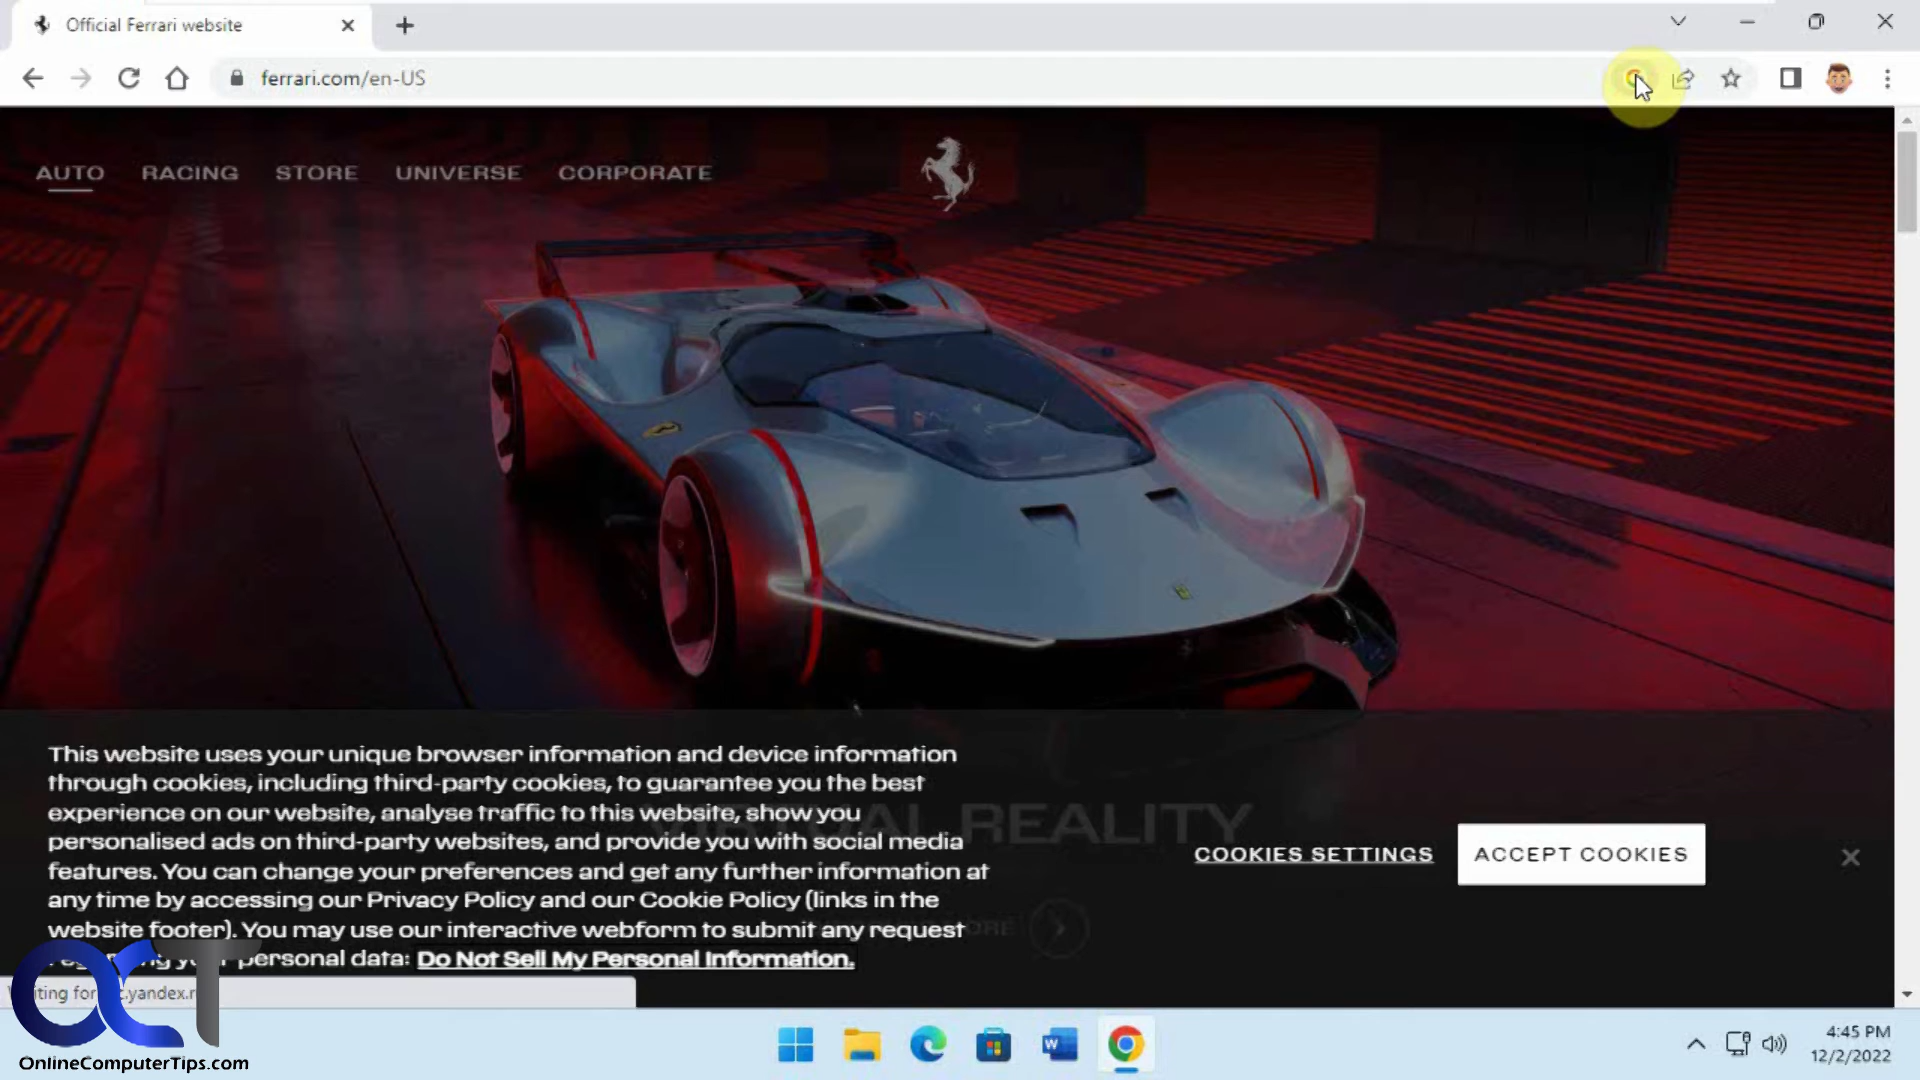 Official Ferrari website
ferrari.com/en-US
AUTO RACING STORE UNIVERSE CORPORATE
This website uses your unique browser information and device information
through cookies, including third-party cookies, to guarantee you the best
experience on our website, analyse traffic to this website, show you
personalised ads on third-party websites, and provide you with social media
features. You can change your preferences and get any further information at
any time by accessing our Privacy Policy and our Cookie Policy (links in the
website footer). You may use our interactive webform to submit any request
personal data: Do Not Sell My Personal Information.
VIRTUAL REALITY
COOKIES SETTINGS
ACCEPT COOKIES
OCT
OnlineComputerTips.com
W
4:45 PM
12/2/2022